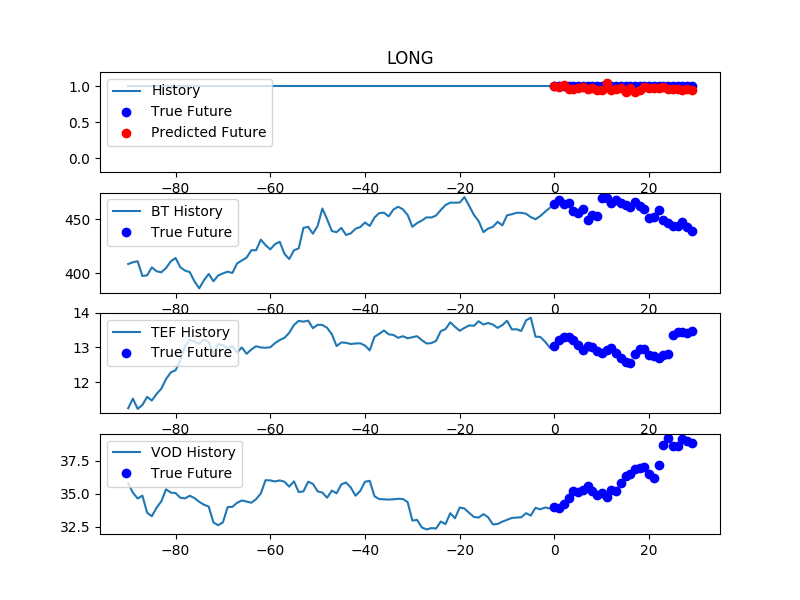 LONG
1.0
0.5
0.0
History
True Future
Predicted Future
−80 −60 −40 −20 0 20
450
400
BT History
True Future
−80 −60 −40 −20 0 20
14
13
12
TEF History
True Future
−80 −60 −40 −20 0 20
37.5
35.0
32.5
VOD History
True Future
−80 −60 −40 −20 0 20